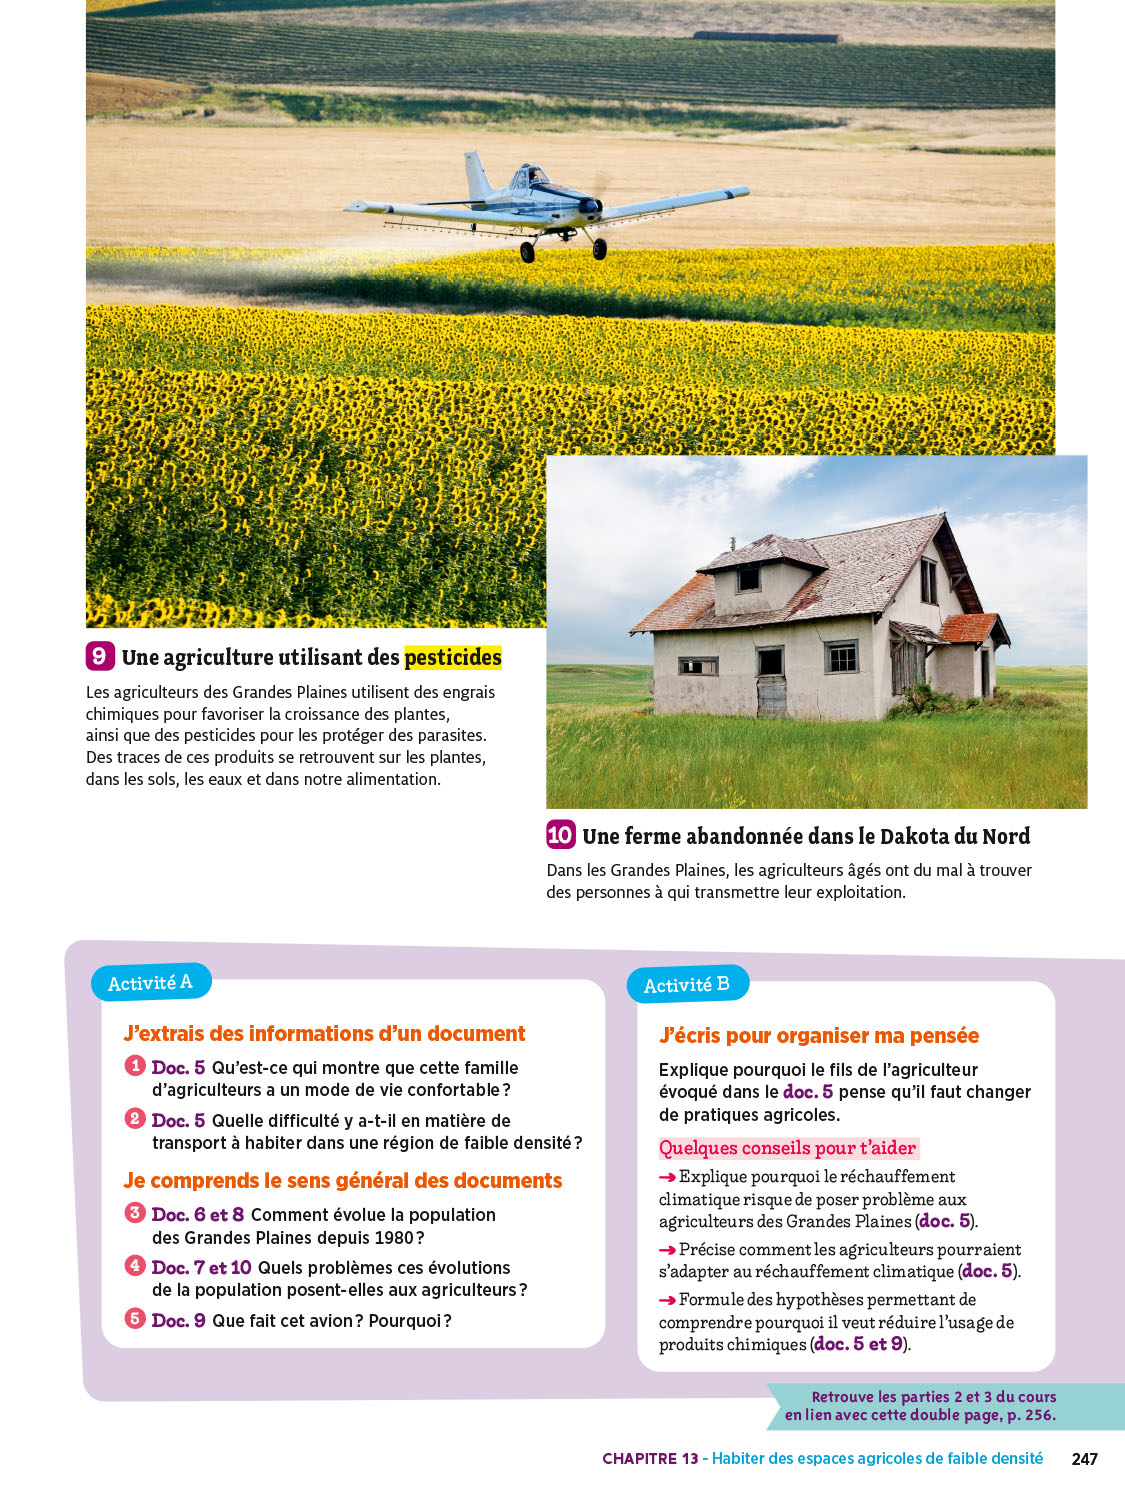 9 Une agriculture utilisant des pesticides
Les agriculteurs des Grandes Plaines utilisent des engrais
chimiques pour favoriser la croissance des plantes,
ainsi que des pesticides pour les protéger des parasites.
Des traces de ces produits se retrouvent sur les plantes,
dans les sols, les eaux et dans notre alimentation.
10 Une ferme abandonnée dans le Dakota du Nord
Dans les Grandes Plaines, les agriculteurs âgés ont du mal à trouver
des personnes à qui transmettre leur exploitation.
Activité A
J'extrais des informations d'un document
1 Doc. 5 Qu'est-ce qui montre que cette famille
d'agriculteurs a un mode de vie confortable ?
2 Doc. 5 Quelle difficulté y a-t-il en matière de
transport à habiter dans une région de faible densité ?
Je comprends le sens général des documents
3 Doc. 6 et 8 Comment évolue la population
des Grandes Plaines depuis 1980 ?
4 Doc. 7 et 10 Quels problèmes ces évolutions
de la population posent-elles aux agriculteurs ?
5 Doc. 9 Que fait cet avion ? Pourquoi ?
Activité B
J'écris pour organiser ma pensée
Explique pourquoi le fils de l'agriculteur
évoqué dans le doc. 5 pense qu'il faut changer
de pratiques agricoles.
Quelques conseils pour t'aider
→ Explique pourquoi le réchauffement
climatique risque de poser problème aux
agriculteurs des Grandes Plaines (doc. 5).
→ Précise comment les agriculteurs pourraient
s'adapter au réchauffement climatique (doc. 5).
→ Formule des hypothèses permettant de
comprendre pourquoi il veut réduire l'usage de
produits chimiques (doc. 5 et 9).
Retrouve les parties 2 et 3 du cours
en lien avec cette double page, p. 256.
CHAPITRE 13 - Habiter des espaces agricoles de faible densité 247